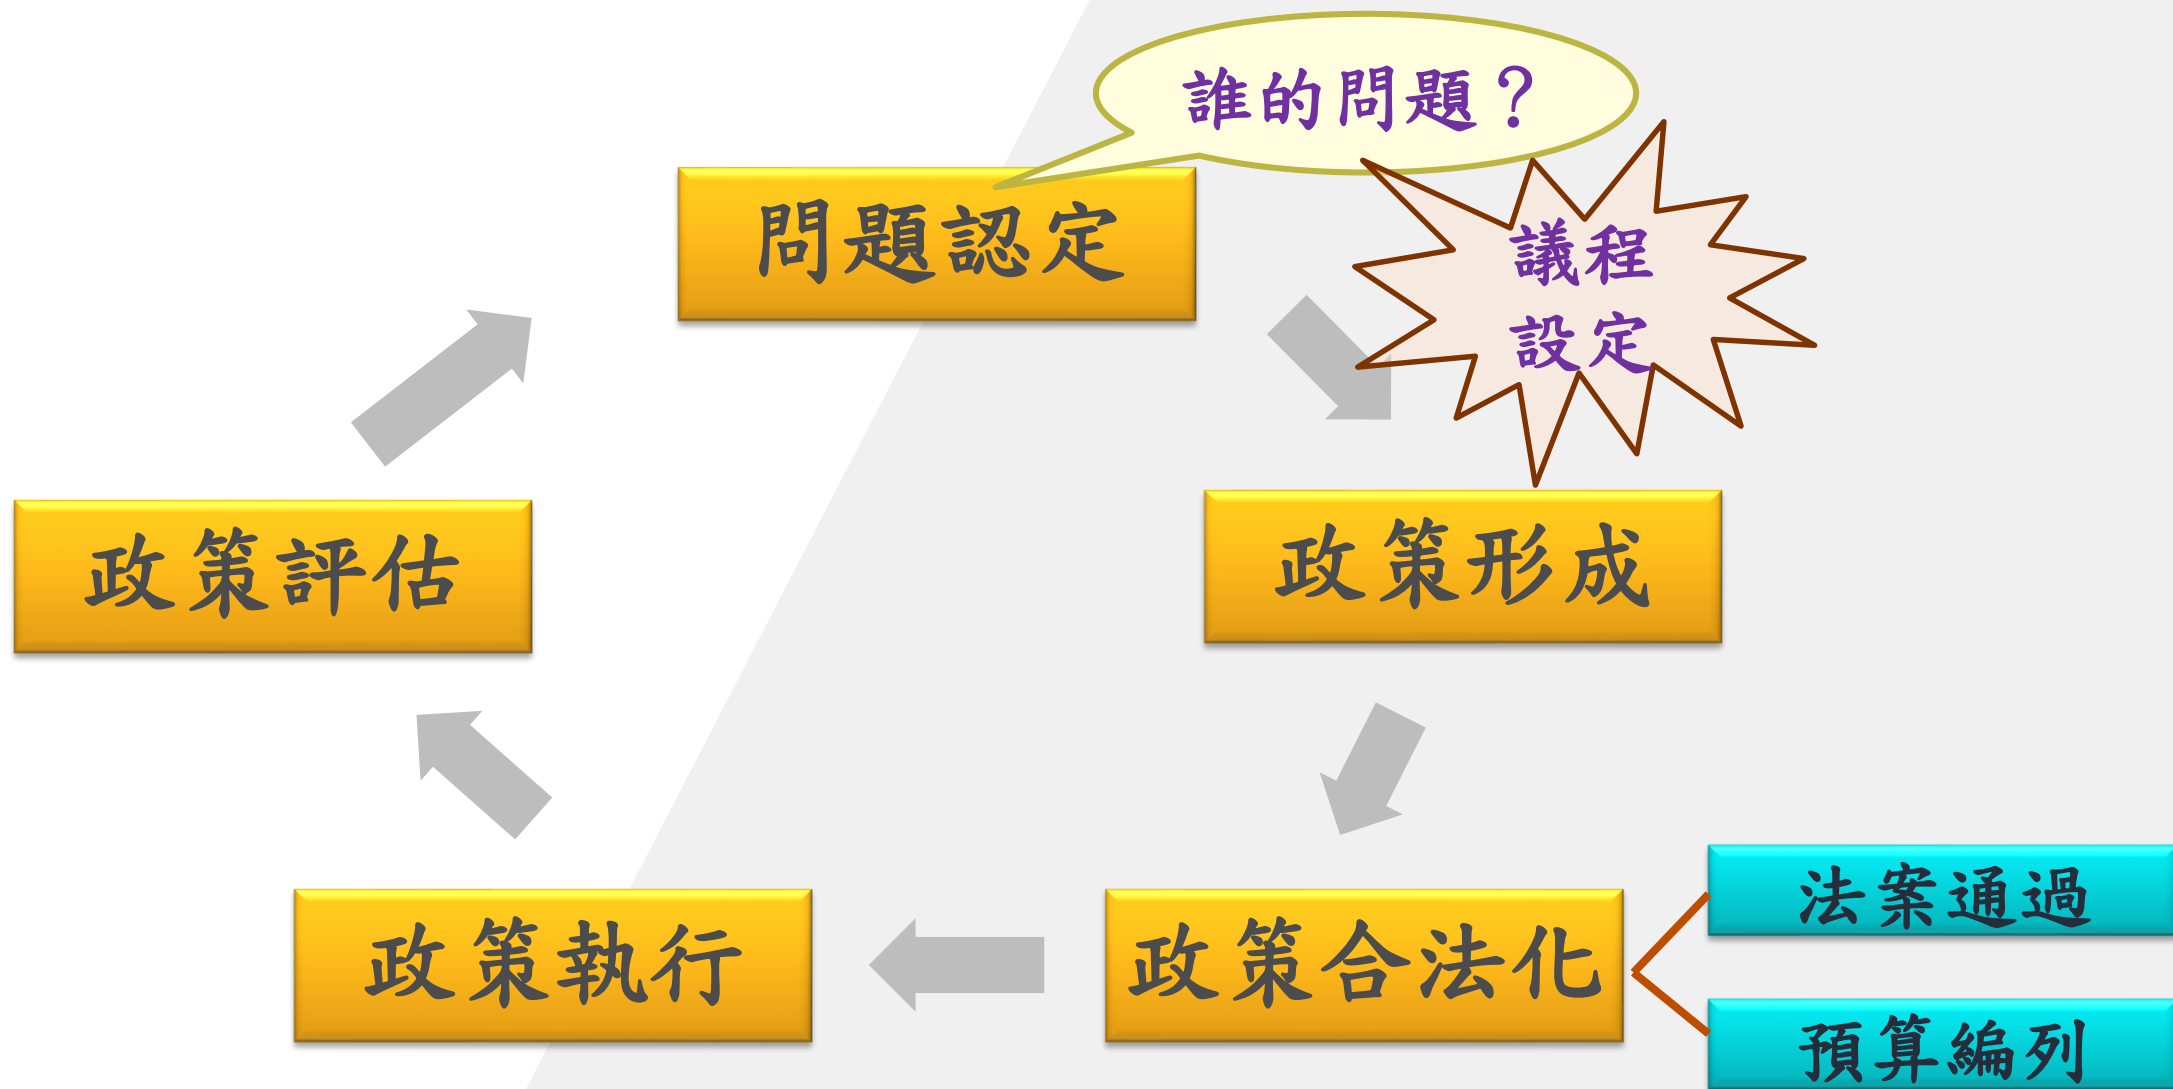 誰的問題？
問題認定
議程
設定
政策評估
政策形成
法案通過
政策執行
政策合法化
預算編列